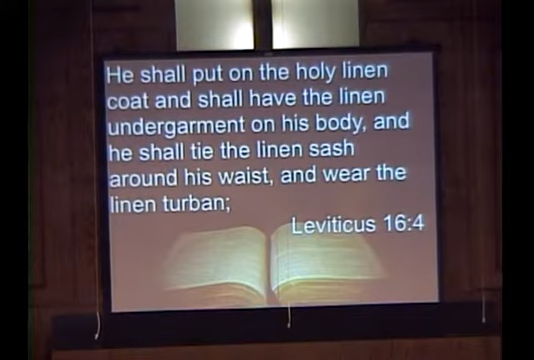 He shall put on the holy linen
coat and shall have the linen
undergarment on his body, and
he shall tie the linen sash
around his waist, and wear the
linen turban;
Leviticus 16:4